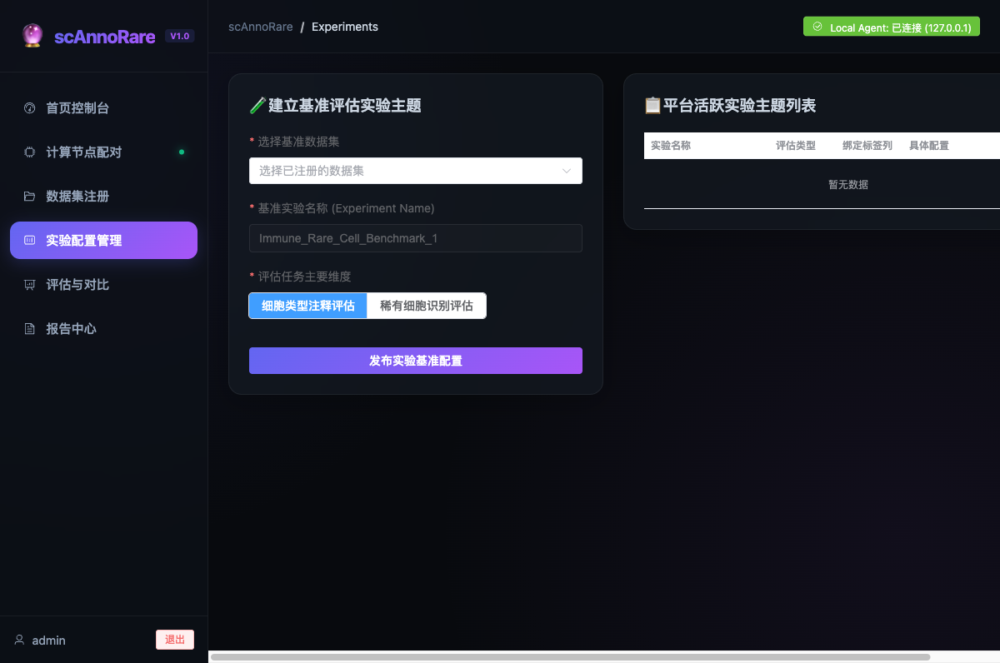 scAnnoRare V1.0
首页控制台
计算节点配对
数据集注册
实验配置管理
评估与对比
报告中心
admin
退出
scAnnoRare / Experiments
Local Agent: 已连接 (127.0.0.1)
建立基准评估实验主题
* 选择基准数据集
选择已注册的数据集
* 基准实验名称 (Experiment Name)
Immune_Rare_Cell_Benchmark_1
* 评估任务主要维度
细胞类型注释评估 稀有细胞识别评估
发布实验基准配置
平台活跃实验主题列表
实验名称 评估类型 绑定标签列 具体配置
暂无数据